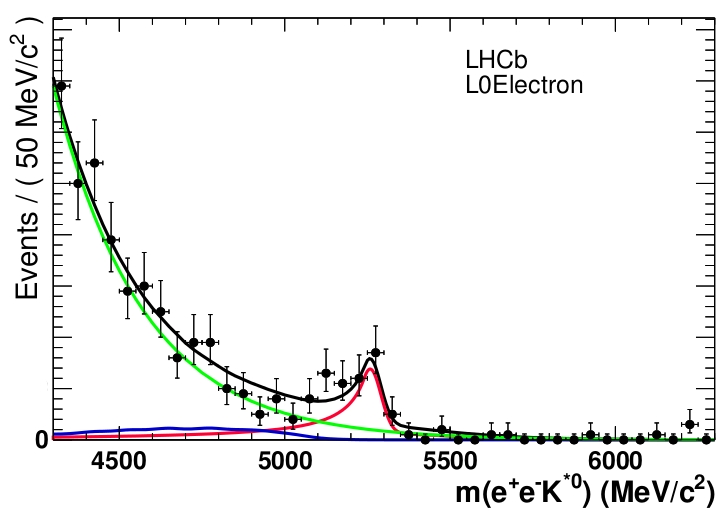 LHCb
L0Electron
Events / ( 50 MeV/c²)
0
4500 5000 5500 6000
m(e⁺e⁻K*⁰) (MeV/c²)